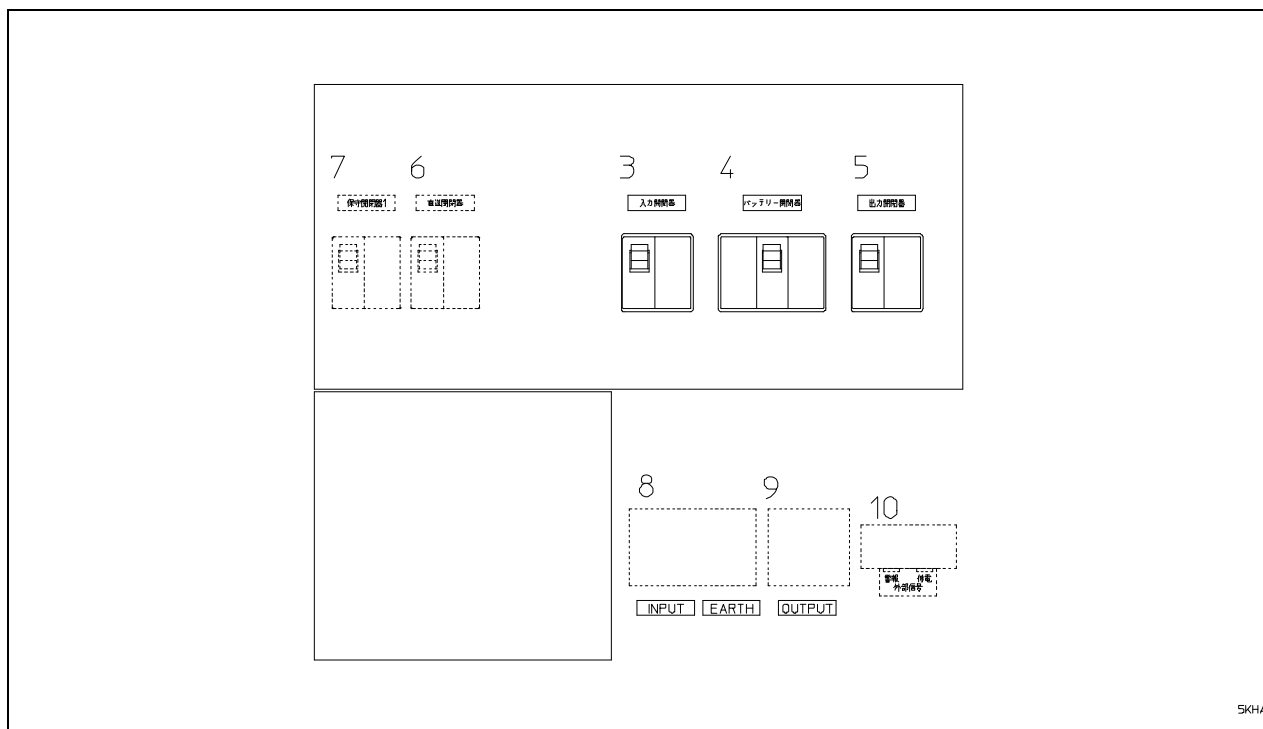 7 6 3 4 5
保守開閉器1 直送開閉器 入力開閉器 バッテリー開閉器 出力開閉器
8 9 10
警報 停電
外部信号
INPUT EARTH OUTPUT
5KHA